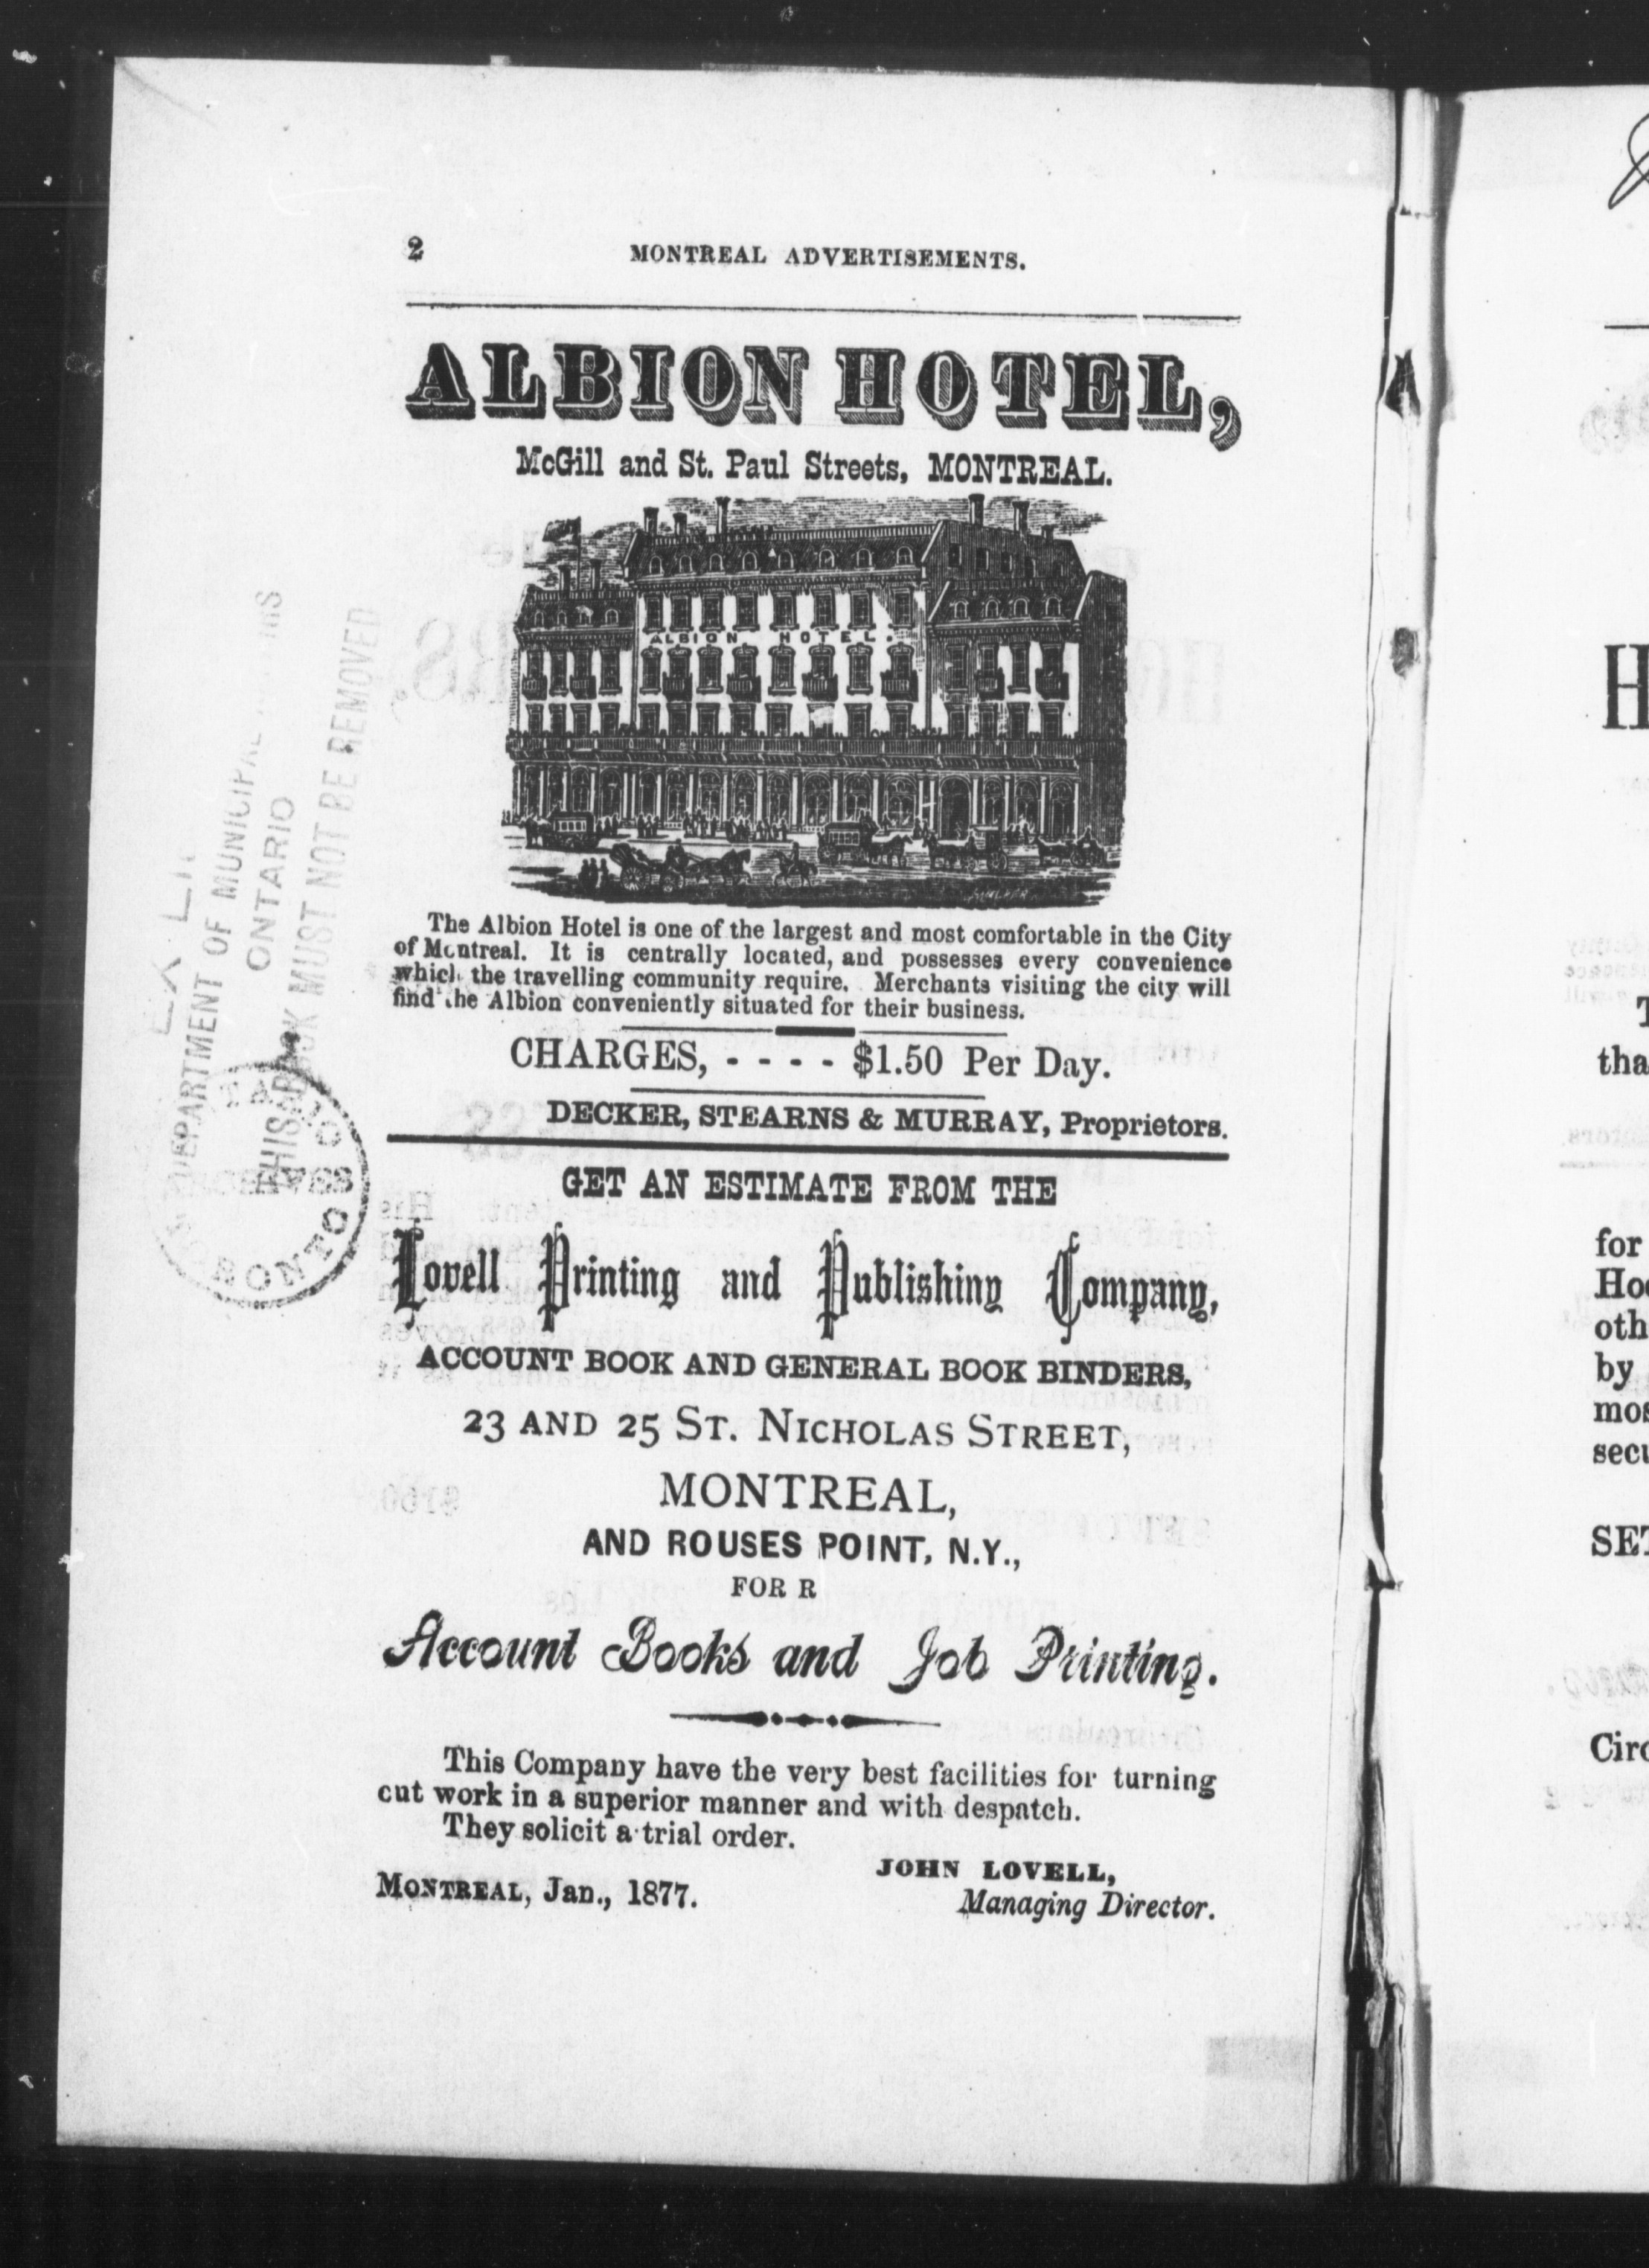 2 MONTREAL ADVERTISEMENTS.
ALBION HOTEL,
McGill and St. Paul Streets, MONTREAL.
ALBION HOTEL.
The Albion Hotel is one of the largest and most comfortable in the City
of Montreal. It is centrally located, and possesses every convenience
which the travelling community require. Merchants visiting the city will
find the Albion conveniently situated for their business.
CHARGES, - - - - $1.50 Per Day.
DECKER, STEARNS & MURRAY, Proprietors.
GET AN ESTIMATE FROM THE
Lovell Printing and Publishing Company,
ACCOUNT BOOK AND GENERAL BOOK BINDERS,
23 AND 25 ST. NICHOLAS STREET,
MONTREAL,
AND ROUSES POINT, N.Y.,
FOR R
Account Books and Job Printing.
This Company have the very best facilities for turning
cut work in a superior manner and with despatch.
They solicit a trial order.
JOHN LOVELL,
MONTREAL, Jan., 1877.
Managing Director.
DEPARTMENT OF MUNICIPAL
ONTARIO
THIS BOOK MUST NOT BE REMOVED
H
tha
for
oth
by
SET